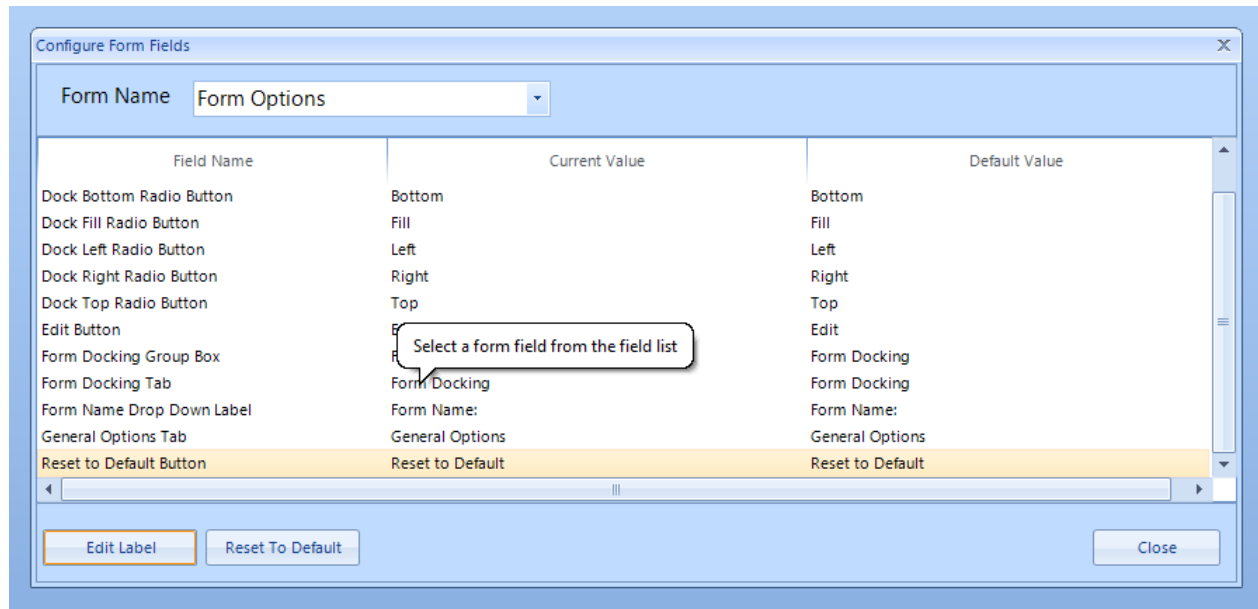 Configure Form Fields
Form Name Form Options
Field Name Current Value Default Value
Dock Bottom Radio Button Bottom Bottom
Dock Fill Radio Button Fill Fill
Dock Left Radio Button Left Left
Dock Right Radio Button Right Right
Dock Top Radio Button Top Top
Edit Button Edit
Select a form field from the field list
Form Docking Group Box Form Docking
Form Docking Tab Form Docking Form Docking
Form Name Drop Down Label Form Name: Form Name:
General Options Tab General Options General Options
Reset to Default Button Reset to Default Reset to Default
Edit Label Reset To Default Close